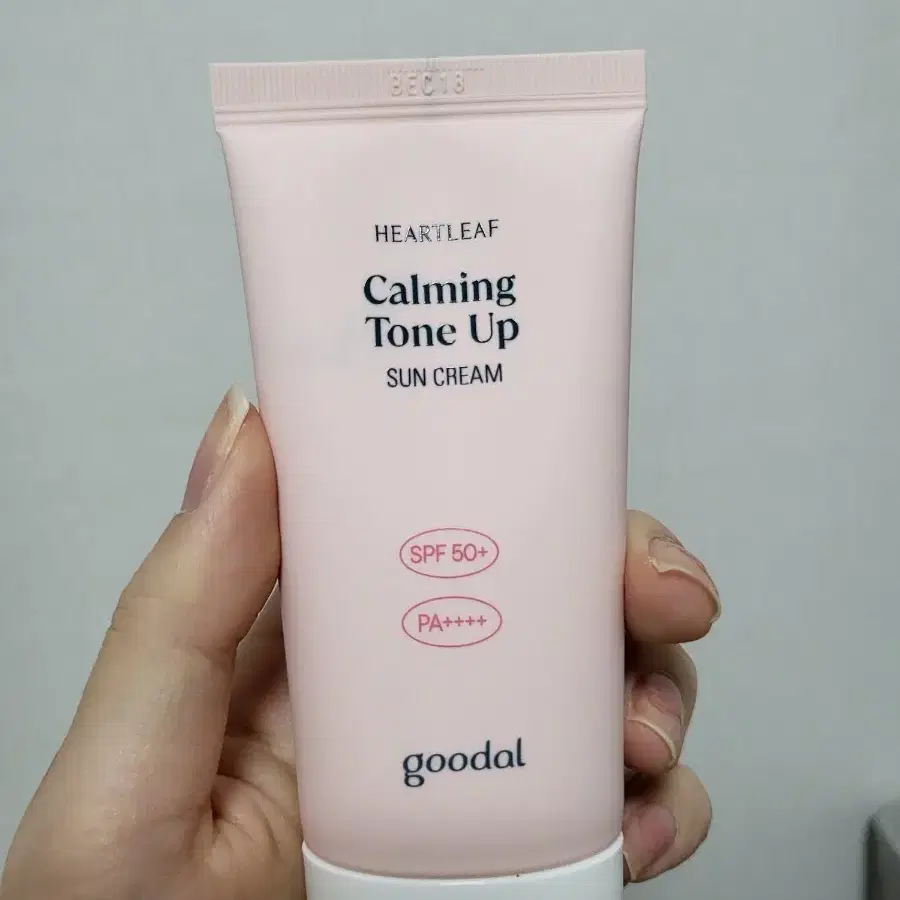 BEC18
HEARTLEAF
Calming
Tone Up
SUN CREAM
SPF 50+
PA++++
goodal